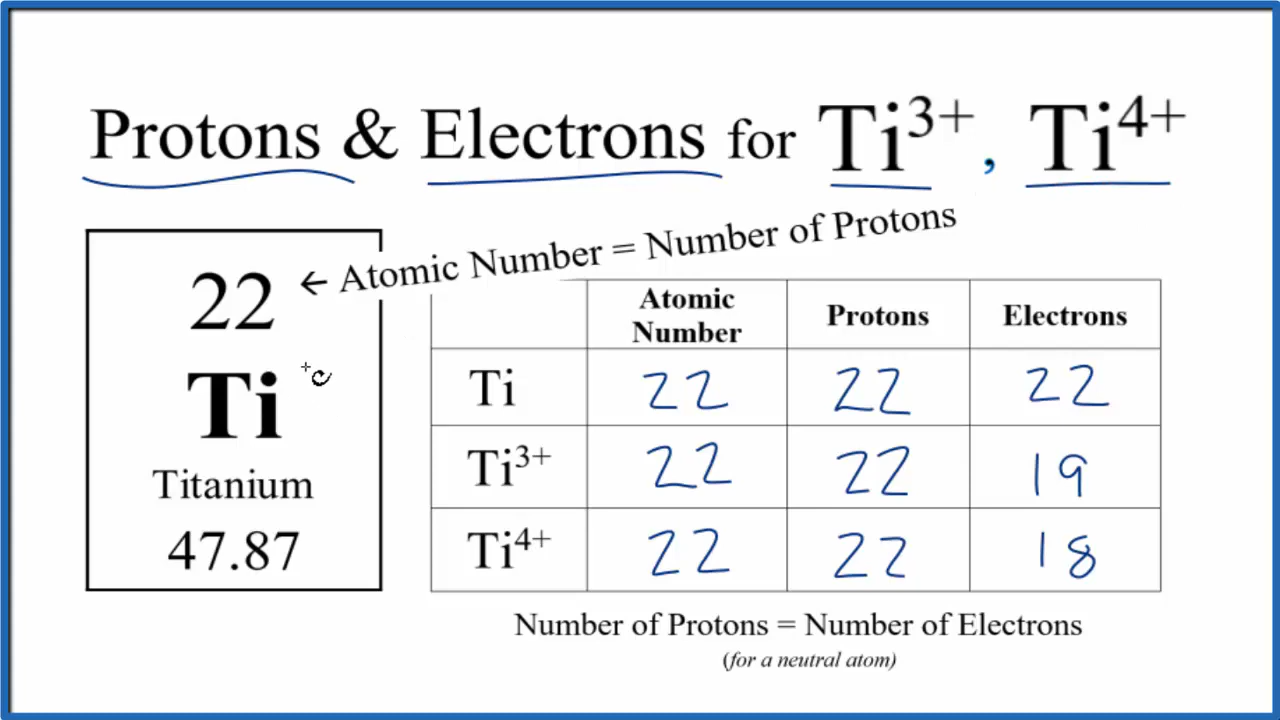 Protons & Electrons for Ti³⁺, Ti⁴⁺
← Atomic Number = Number of Protons
22
Ti
Titanium
47.87
Atomic Number Protons Electrons
Ti 22 22 22
Ti³⁺ 22 22 19
Ti⁴⁺ 22 22 18
Number of Protons = Number of Electrons
(for a neutral atom)